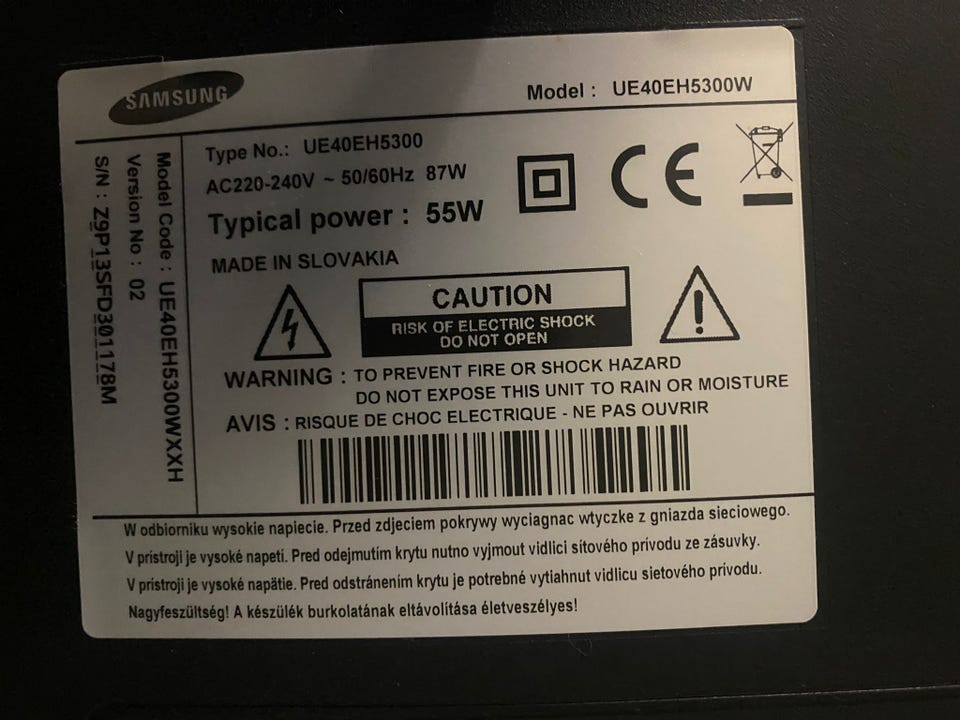 SAMSUNG
Model : UE40EH5300W
Type No.: UE40EH5300
AC220-240V ~ 50/60Hz 87W
Typical power : 55W
MADE IN SLOVAKIA
CE
CAUTION
RISK OF ELECTRIC SHOCK
DO NOT OPEN
WARNING : TO PREVENT FIRE OR SHOCK HAZARD
DO NOT EXPOSE THIS UNIT TO RAIN OR MOISTURE
AVIS : RISQUE DE CHOC ELECTRIQUE - NE PAS OUVRIR
Model Code : UE40EH5300WXXH
Version No : 02
S/N : Z9P13SFD301178M
W odbiorniku wysokie napiecie. Przed zdjeciem pokrywy wyciagnac wtyczke z gniazda sieciowego.
V prístroji je vysoké napetí. Pred odejmutím krytu nutno vyjmout vidlici sítového prívodu ze zásuvky.
V prístroji je vysoké napätie. Pred odstránením krytu je potrebné vytiahnut vidlicu sietového prívodu.
Nagyfeszültség! A készülék burkolatának eltávolítása életveszélyes!